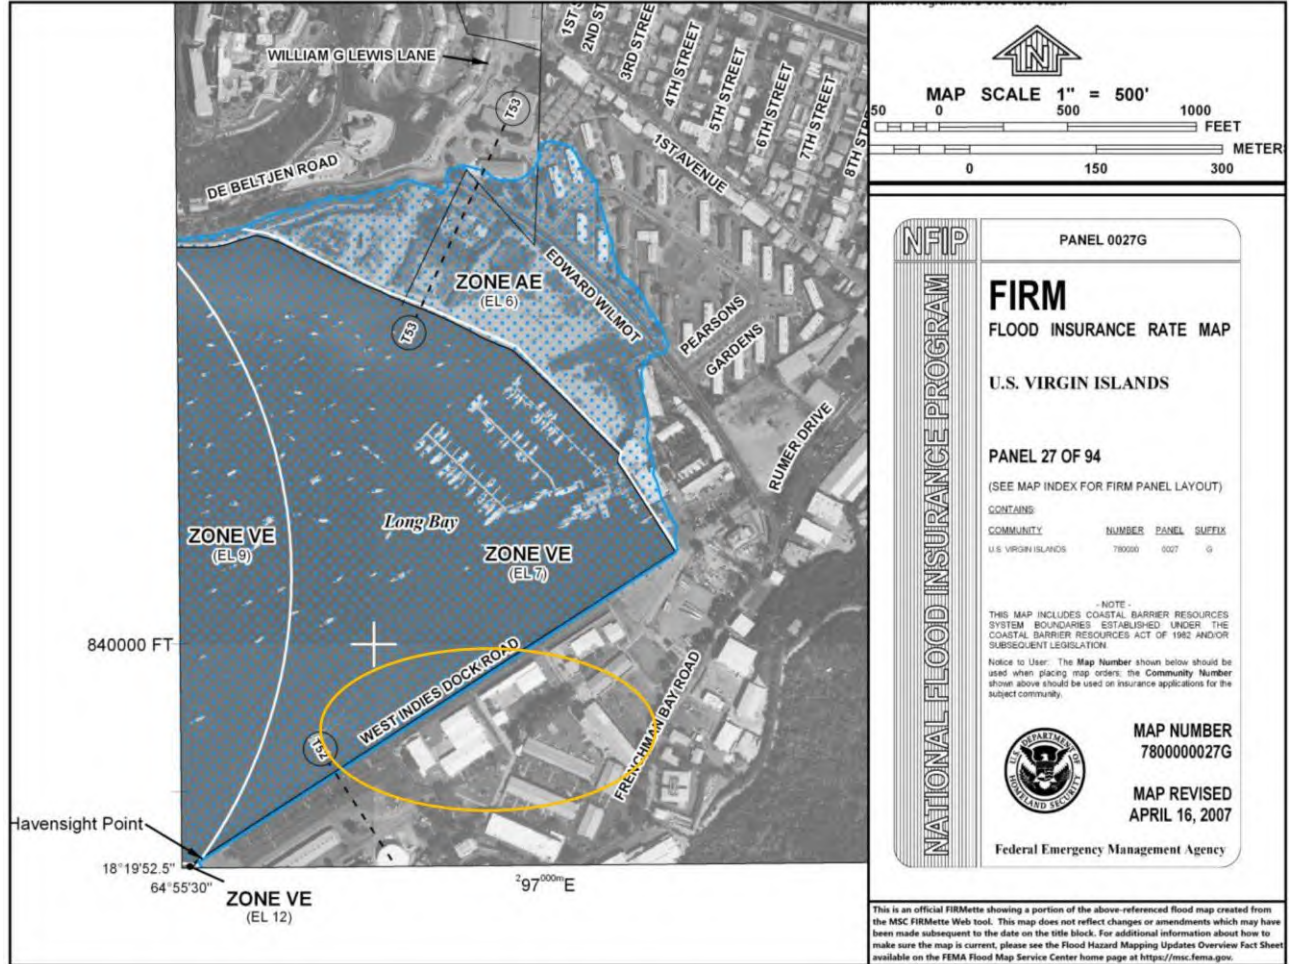 WILLIAM G LEWIS LANE
T53
DE BELTJEN ROAD
2ND ST
3RD STREE
4TH STREET
5TH STREET
6TH STREET
7TH STREET
8TH STRE
1ST AVENUE
ZONE AE
(EL 6)
EDWARD WILMOT
T53
PEARSONS
GARDENS
RUMER DRIVE
Long Bay
ZONE VE
(EL 9)
ZONE VE
(EL 7)
840000 FT
WEST INDIES DOCK ROAD
T52
FRENCHMAN BAY ROAD
Havensight Point
18°19'52.5"
64°55'30"
ZONE VE
(EL 12)
297000m E
MAP SCALE 1" = 500'
50 0 500 1000
FEET
METER
0 150 300
NFIP
NATIONAL FLOOD INSURANCE PROGRAM
PANEL 0027G
FIRM
FLOOD INSURANCE RATE MAP
U.S. VIRGIN ISLANDS
PANEL 27 OF 94
(SEE MAP INDEX FOR FIRM PANEL LAYOUT)
CONTAINS
COMMUNITY NUMBER PANEL SUFFIX
U.S. VIRGIN ISLANDS 780000 0027 G
- NOTE -
THIS MAP INCLUDES COASTAL BARRIER RESOURCES
SYSTEM BOUNDARIES ESTABLISHED UNDER THE
COASTAL BARRIER RESOURCES ACT OF 1982 AND/OR
SUBSEQUENT LEGISLATION.
Notice to User: The Map Number shown below should be
used when placing map orders; the Community Number
shown above should be used on insurance applications for the
subject community.
U.S. DEPARTMENT OF
HOMELAND SECURITY
MAP NUMBER
7800000027G
MAP REVISED
APRIL 16, 2007
Federal Emergency Management Agency
This is an official FIRMette showing a portion of the above-referenced flood map created from
the MSC FIRMette Web tool. This map does not reflect changes or amendments which may have
been made subsequent to the date on the title block. For additional information about how to
make sure the map is current, please see the Flood Hazard Mapping Updates Overview Fact Sheet
available on the FEMA Flood Map Service Center home page at https://msc.fema.gov.